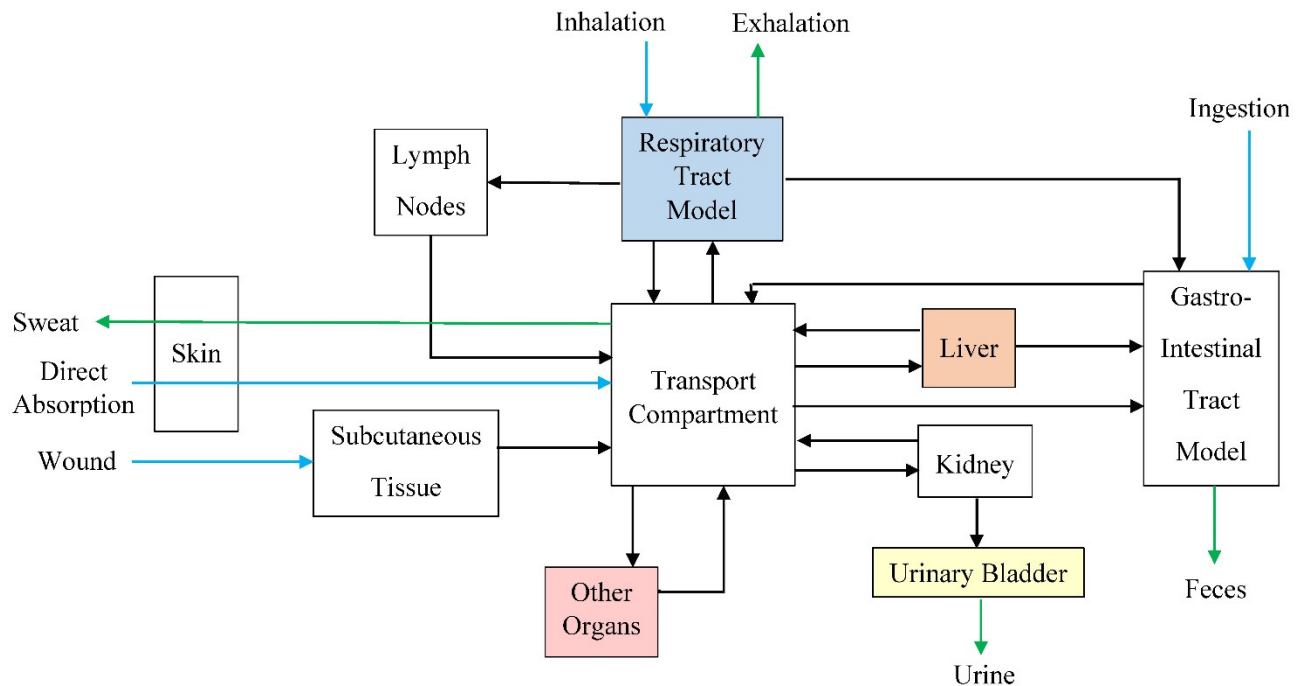 Inhalation
Exhalation
Ingestion
Lymph
Nodes
Respiratory
Tract
Model
Sweat
Skin
Direct
Absorption
Wound
Subcutaneous
Tissue
Transport
Compartment
Liver
Kidney
Gastro-
Intestinal
Tract
Model
Other
Organs
Urinary Bladder
Urine
Feces